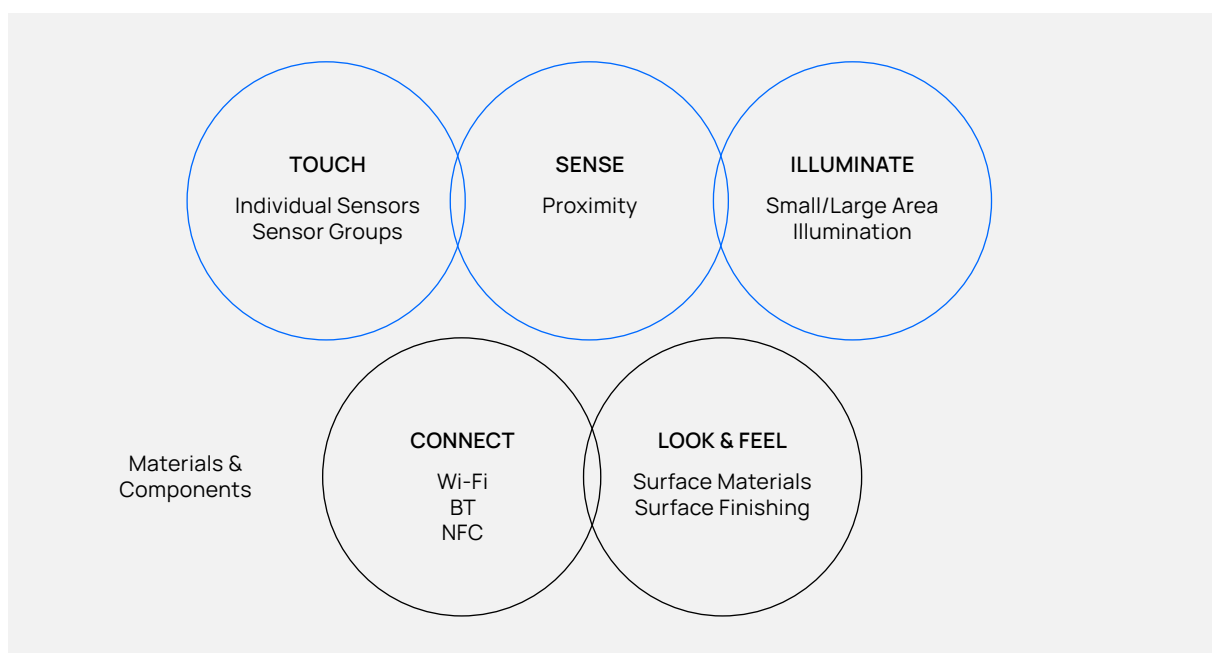 TOUCH
Individual Sensors
Sensor Groups
SENSE
Proximity
ILLUMINATE
Small/Large Area
Illumination
Materials &
Components
CONNECT
Wi-Fi
BT
NFC
LOOK & FEEL
Surface Materials
Surface Finishing